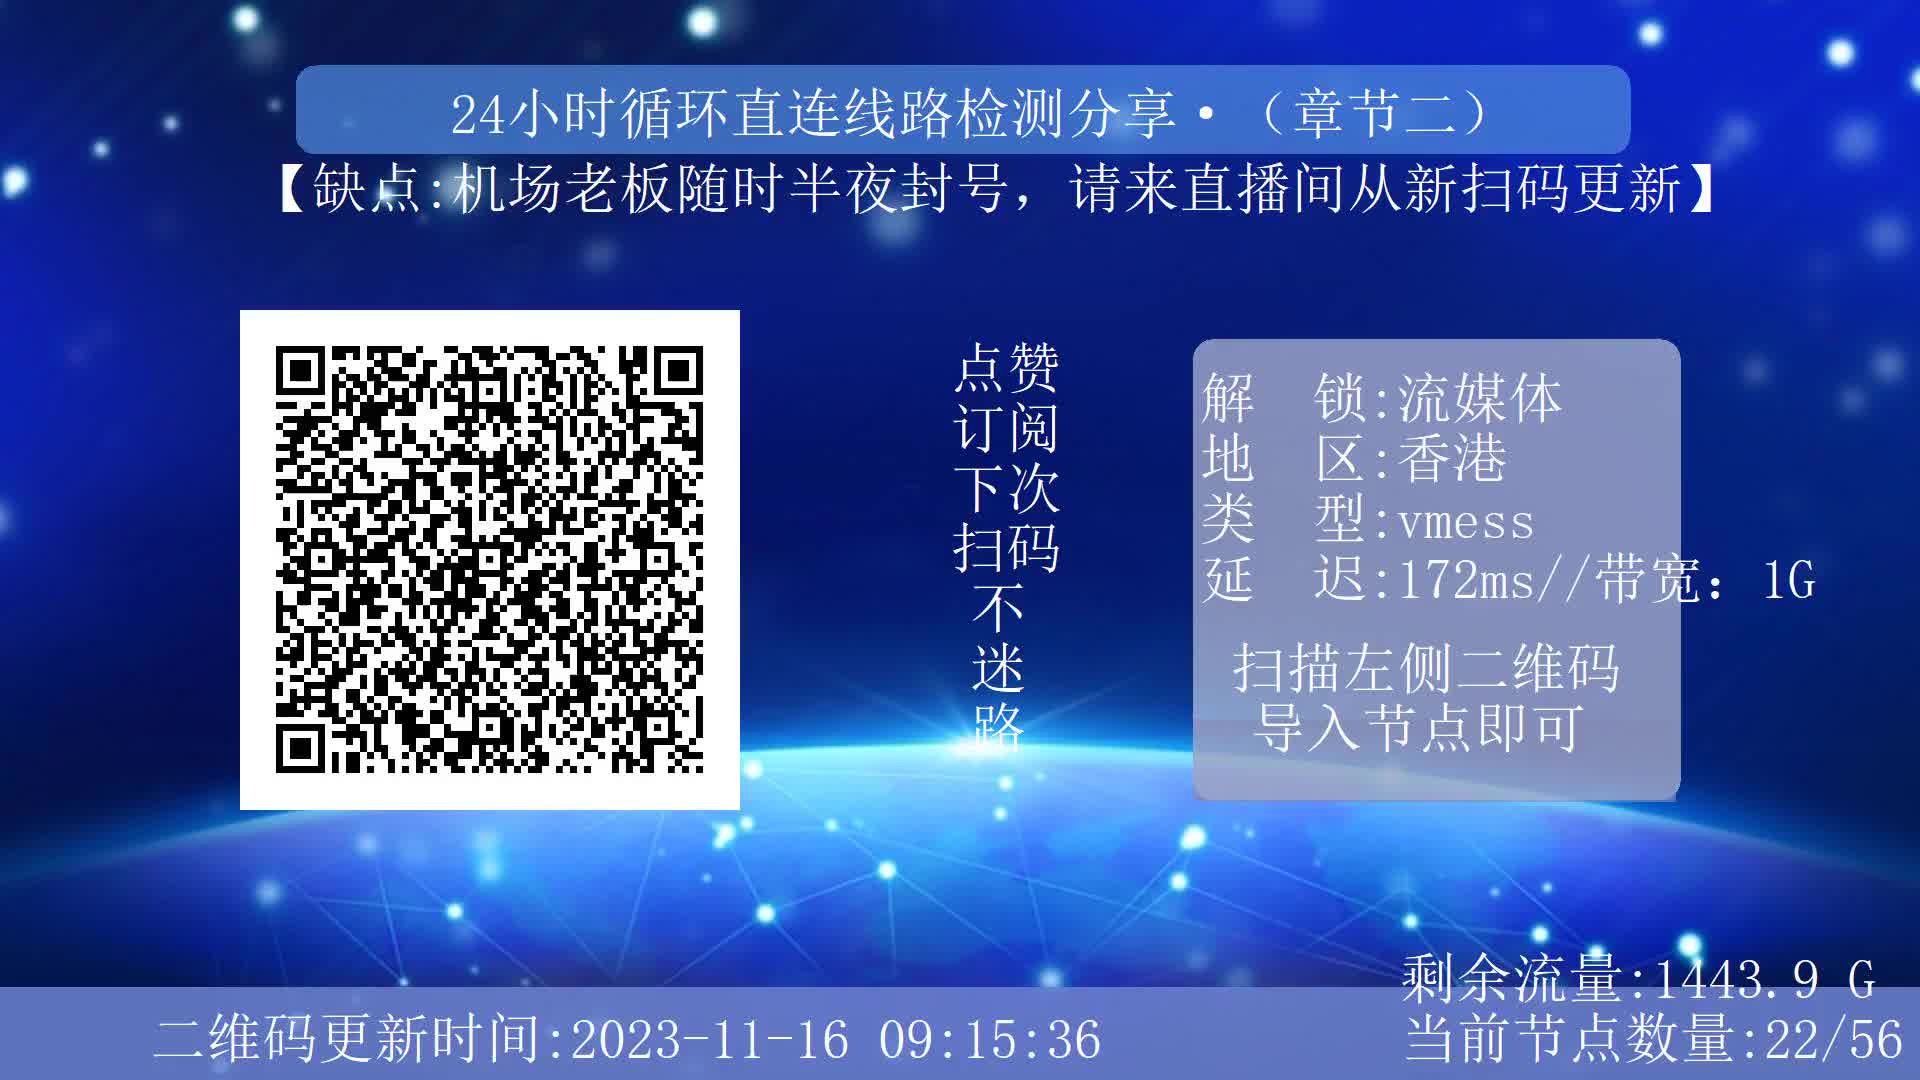 24小时循环直连线路检测分享·（章节二）
【缺点:机场老板随时半夜封号，请来直播间从新扫码更新】
点赞
订阅
下次
扫码
不
迷
路
解 锁:流媒体
地 区:香港
类 型:vmess
延 迟:172ms//带宽：1G
扫描左侧二维码
导入节点即可
剩余流量:1443.9 G
二维码更新时间:2023-11-16 09:15:36
当前节点数量:22/56